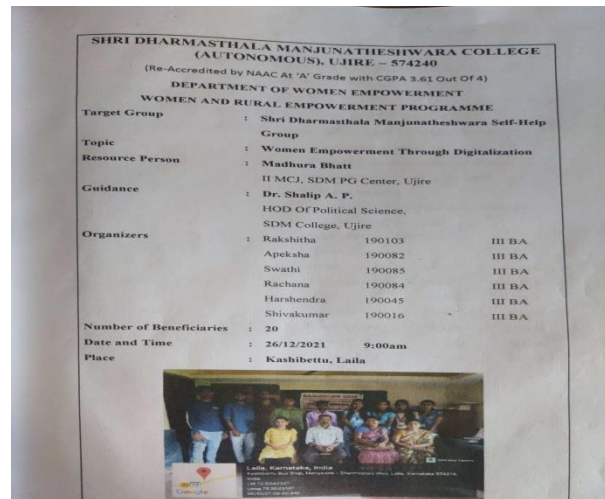 SHRI DHARMASTHALA MANJUNATHESHWARA COLLEGE
(AUTONOMOUS), UJIRE – 574240
(Re-Accredited by NAAC At 'A' Grade with CGPA 3.61 Out Of 4)
DEPARTMENT OF WOMEN EMPOWERMENT
WOMEN AND RURAL EMPOWERMENT PROGRAMME
Target Group : Shri Dharmasthala Manjunatheshwara Self-Help
Group
Topic : Women Empowerment Through Digitalization
Resource Person : Madhura Bhatt
II MCJ, SDM PG Center, Ujire
Guidance : Dr. Shalip A. P.
HOD Of Political Science,
SDM College, Ujire
Organizers : Rakshitha 190103 III BA
Apeksha 190082 III BA
Swathi 190085 III BA
Rachana 190084 III BA
Harshendra 190045 III BA
Shivakumar 190016 III BA
Number of Beneficiaries : 20
Date and Time : 26/12/2021 9:00am
Place : Kashibettu, Laila
Laila, Karnataka, India
India
Google